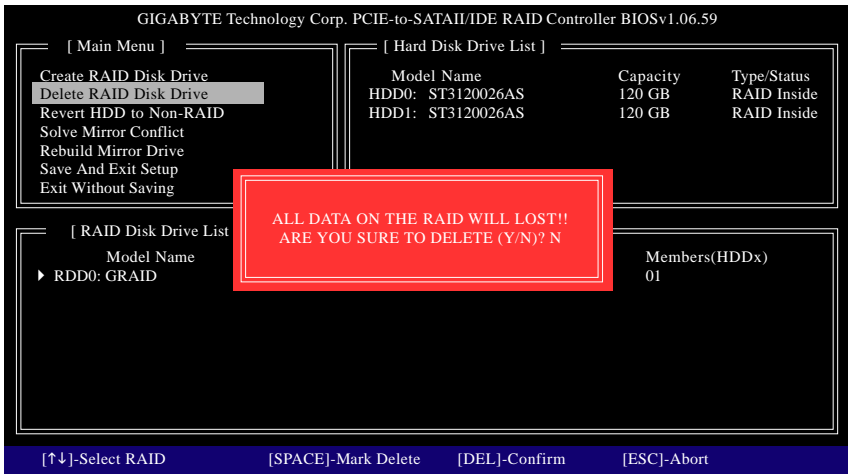 GIGABYTE Technology Corp. PCIE-to-SATAII/IDE RAID Controller BIOSv1.06.59
[ Main Menu ]
Create RAID Disk Drive
Delete RAID Disk Drive
Revert HDD to Non-RAID
Solve Mirror Conflict
Rebuild Mirror Drive
Save And Exit Setup
Exit Without Saving
[ Hard Disk Drive List ]
Model Name Capacity Type/Status
HDD0: ST3120026AS 120 GB RAID Inside
HDD1: ST3120026AS 120 GB RAID Inside
ALL DATA ON THE RAID WILL LOST!!
ARE YOU SURE TO DELETE (Y/N)? N
[ RAID Disk Drive List
Model Name Members(HDDx)
RDD0: GRAID 01
[↑↓]-Select RAID [SPACE]-Mark Delete [DEL]-Confirm [ESC]-Abort